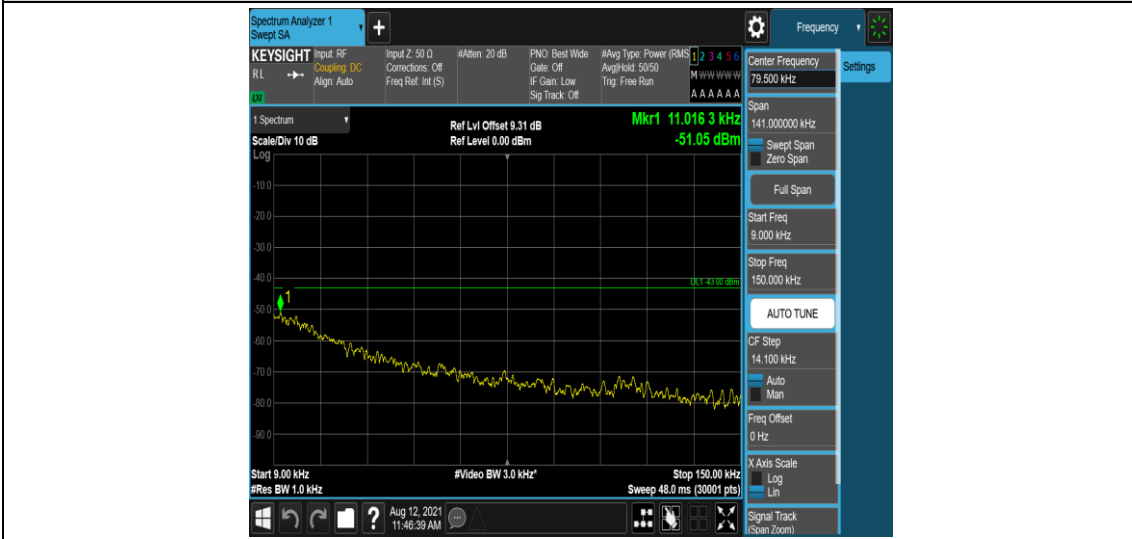 Spectrum Analyzer 1
Swept SA
+
Frequency
KEYSIGHT
RL
Input: RF
Coupling: DC
Align: Auto
Input Z: 50 Ω
Corrections: Off
Freq Ref: Int (S)
#Atten: 20 dB
PNO: Best Wide
Gate: Off
IF Gain: Low
Sig Track: Off
#Avg Type: Power (RMS
Avg|Hold: 50/50
Trig: Free Run
1 2 3 4 5 6
M W W W W W
A A A A A A
1 Spectrum
Scale/Div 10 dB
Log
Ref Lvl Offset 9.31 dB
Ref Level 0.00 dBm
Mkr1 11.016 3 kHz
-51.05 dBm
-10.0
-20.0
-30.0
-40.0
DL1 -43.00 dBm
1
-50.0
-60.0
-70.0
-80.0
-90.0
Start 9.00 kHz
#Video BW 3.0 kHz*
Stop 150.00 kHz
#Res BW 1.0 kHz
Sweep 48.0 ms (30001 pts)
?
Aug 12, 2021
11:46:39 AM
Center Frequency
79.500 kHz
Settings
Span
141.000000 kHz
Swept Span
Zero Span
Full Span
Start Freq
9.000 kHz
Stop Freq
150.000 kHz
AUTO TUNE
CF Step
14.100 kHz
Auto
Man
Freq Offset
0 Hz
X Axis Scale
Log
Lin
Signal Track
(Span Zoom)